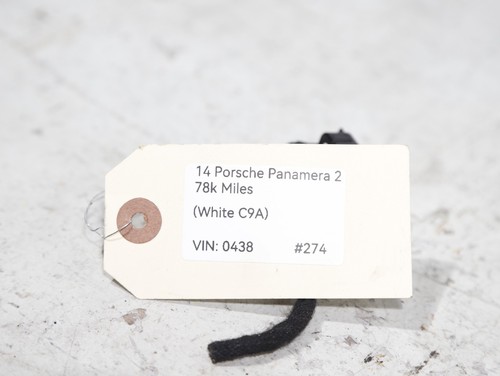 14 Porsche Panamera 2
78k Miles
(White C9A)
VIN: 0438 #274